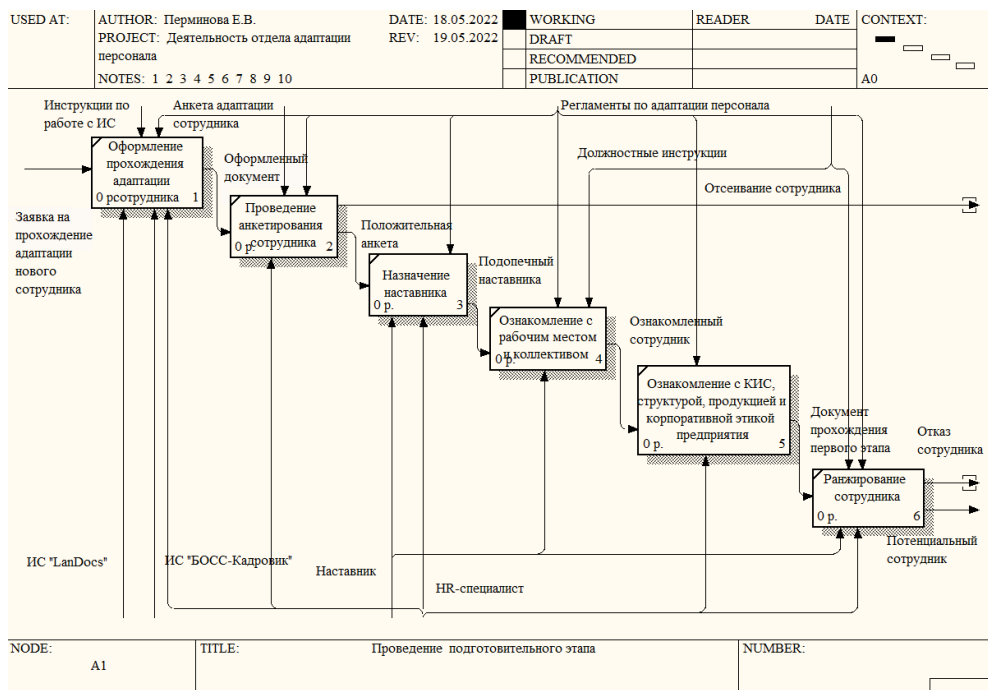 USED AT:
AUTHOR: Перминова Е.В.
DATE: 18.05.2022
WORKING
READER
DATE
CONTEXT:
PROJECT: Деятельность отдела адаптации
REV: 19.05.2022
DRAFT
персонала
RECOMMENDED
NOTES: 1 2 3 4 5 6 7 8 9 10
PUBLICATION
A0
Инструкции по
работе с ИС
Анкета адаптации
сотрудника
Регламенты по адаптации персонала
Должностные инструкции
Оформление
прохождения
адаптации
сотрудника
0 р.
1
Оформленный
документ
Отсеивание сотрудника
Заявка на
прохождение
адаптации
нового
сотрудника
Проведение
анкетирования
сотрудника
0 р.
2
Положительная
анкета
Назначение
наставника
0 р.
3
Подопечный
наставника
Ознакомление с
рабочим местом
и коллективом
0 р.
4
Ознакомленный
сотрудник
Ознакомление с КИС,
структурой, продукцией и
корпоративной этикой
предприятия
0 р.
5
Документ
прохождения
первого этапа
Отказ
сотрудника
Ранжирование
сотрудника
0 р.
6
Потенциальный
сотрудник
ИС "LanDocs"
ИС "БОСС-Кадровик"
Наставник
HR-специалист
NODE:
A1
TITLE:
Проведение подготовительного этапа
NUMBER: